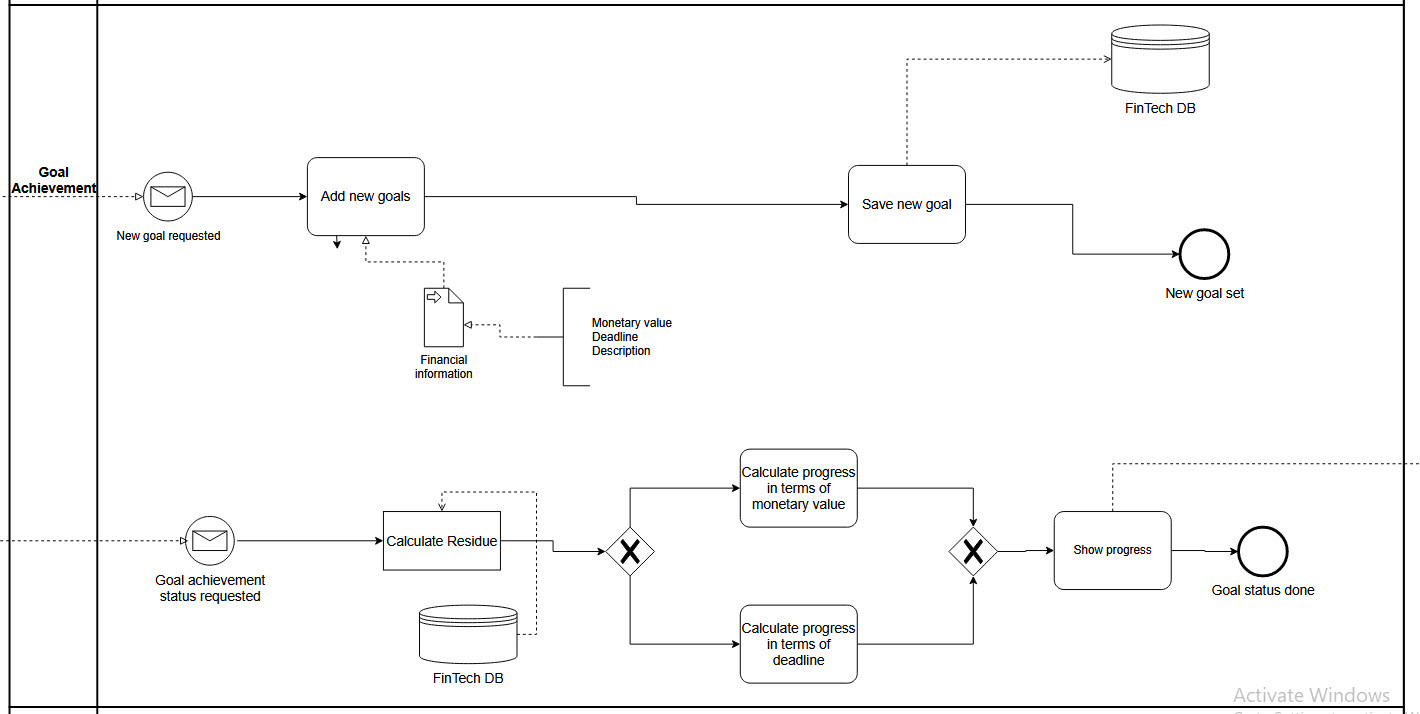 FinTech DB
Goal
Achievement
Add new goals
Save new goal
New goal requested
New goal set
Monetary value
Deadline
Description
Financial
information
Calculate progress
in terms of
monetary value
Calculate Residue
Show progress
Goal achievement
status requested
Goal status done
Calculate progress
in terms of
deadline
FinTech DB
Activate Windows